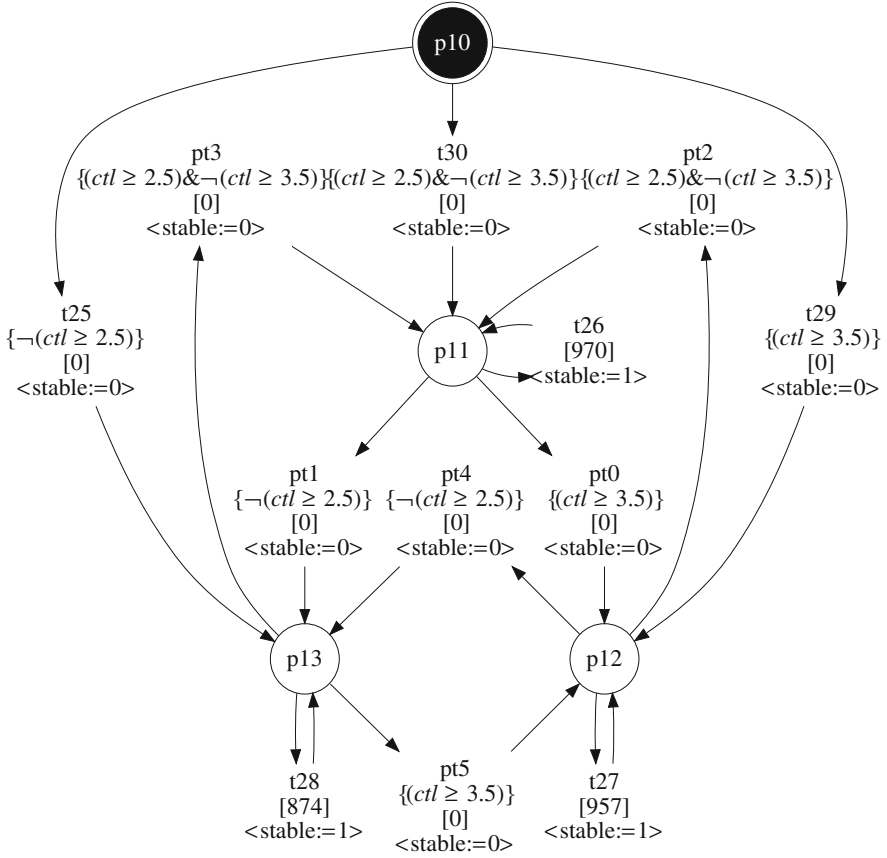 p10
pt3
{(ctl ≥ 2.5)&¬(ctl ≥ 3.5)}
[0]
<stable:=0>
t30
{(ctl ≥ 2.5)&¬(ctl ≥ 3.5)}
[0]
<stable:=0>
pt2
{(ctl ≥ 2.5)&¬(ctl ≥ 3.5)}
[0]
<stable:=0>
t25
{¬(ctl ≥ 2.5)}
[0]
<stable:=0>
p11
t26
[970]
<stable:=1>
t29
{(ctl ≥ 3.5)}
[0]
<stable:=0>
pt1
{¬(ctl ≥ 2.5)}
[0]
<stable:=0>
pt4
{¬(ctl ≥ 2.5)}
[0]
<stable:=0>
pt0
{(ctl ≥ 3.5)}
[0]
<stable:=0>
p13
p12
t28
[874]
<stable:=1>
pt5
{(ctl ≥ 3.5)}
[0]
<stable:=0>
t27
[957]
<stable:=1>